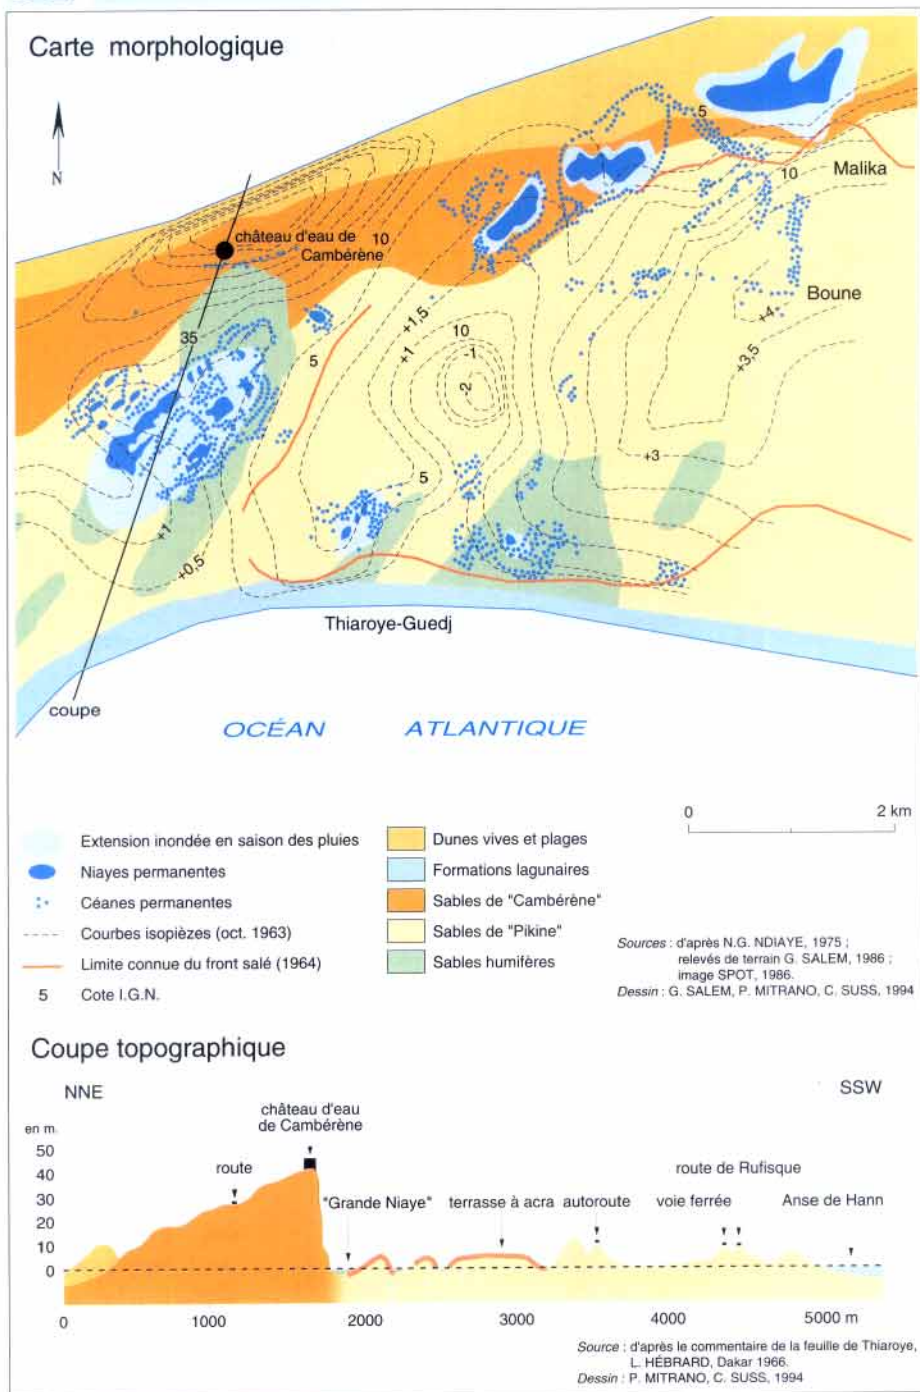 Carte morphologique
N
5
10
Malika
château d'eau de
Cambérène
10
Boune
+4
35
+1,5
10
+1
-1
-2
5
+3,5
+3
5
+1
+0,5
Thiaroye-Guedj
coupe
OCÉAN ATLANTIQUE
0 2 km
Extension inondée en saison des pluies
Niayes permanentes
Céanes permanentes
Courbes isopièzes (oct. 1963)
Limite connue du front salé (1964)
5 Cote I.G.N.
Dunes vives et plages
Formations lagunaires
Sables de "Cambérène"
Sables de "Pikine"
Sables humifères
Sources : d'après N.G. NDIAYE, 1975 ;
relevés de terrain G. SALEM, 1986 ;
image SPOT, 1986.
Dessin : G. SALEM, P. MITRANO, C. SUSS, 1994
Coupe topographique
NNE SSW
en m.
50
40
30
20
10
0
château d'eau
de Cambérène
route
"Grande Niaye"
terrasse à acra
autoroute
voie ferrée
route de Rufisque
Anse de Hann
0 1000 2000 3000 4000 5000 m
Source : d'après le commentaire de la feuille de Thiaroye,
L. HÉBRARD, Dakar 1966.
Dessin : P. MITRANO, C. SUSS, 1994